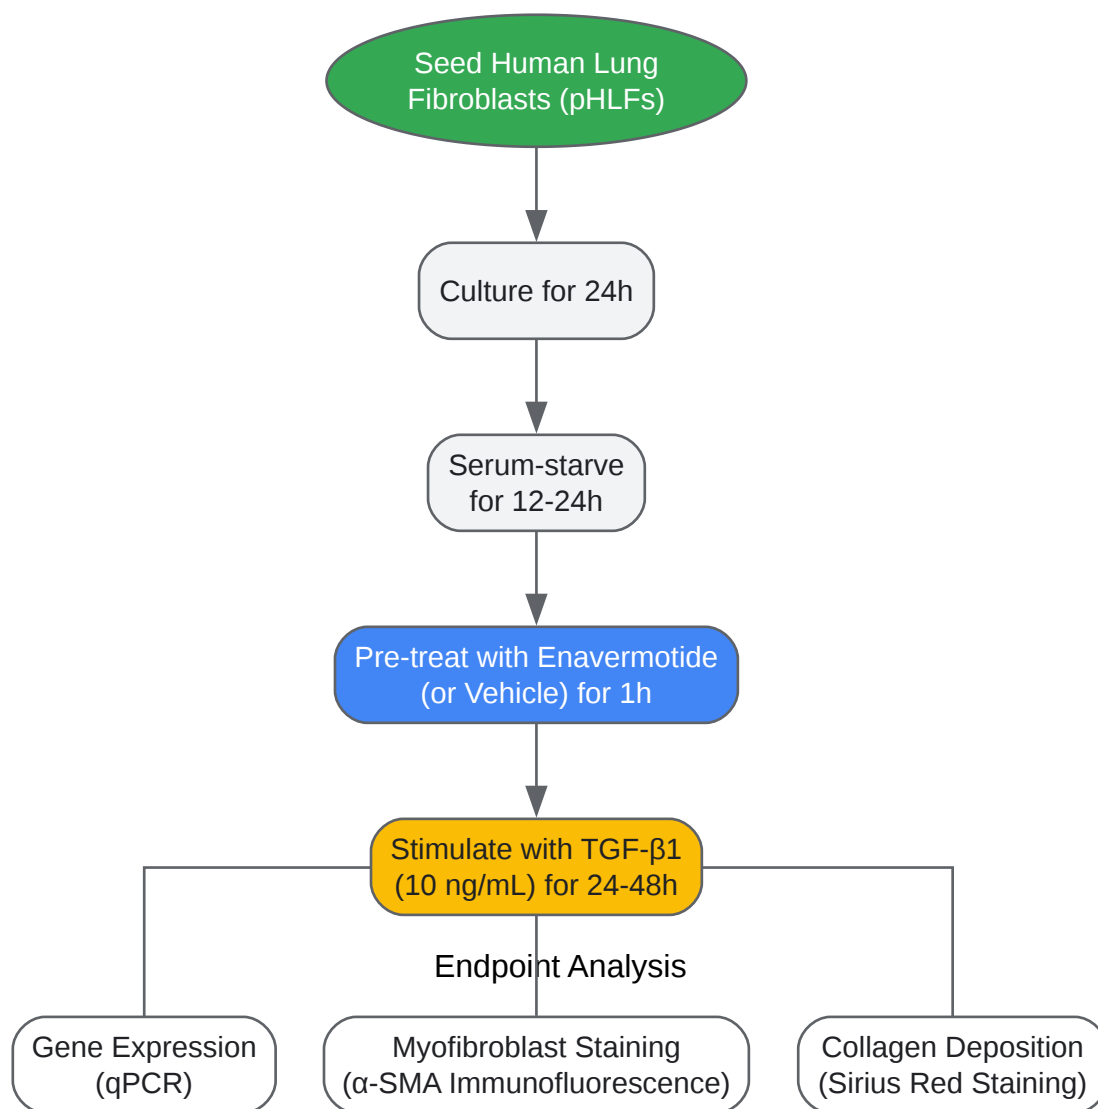 Seed Human Lung
Fibroblasts (pHLFs)
Culture for 24h
Serum-starve
for 12-24h
Pre-treat with Enavermotide
(or Vehicle) for 1h
Stimulate with TGF-β1
(10 ng/mL) for 24-48h
Endpoint Analysis
Gene Expression
(qPCR)
Myofibroblast Staining
(α-SMA Immunofluorescence)
Collagen Deposition
(Sirius Red Staining)